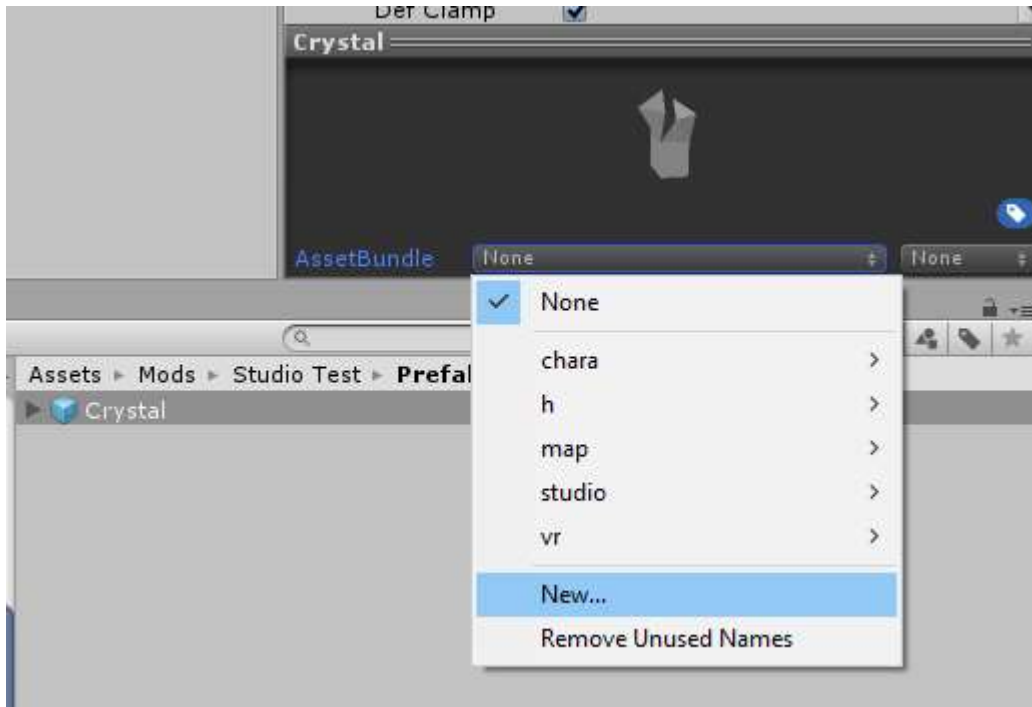 Def Clamp
Crystal
AssetBundle None None
None
chara
h
map
studio
vr
New...
Remove Unused Names
Assets ▸ Mods ▸ Studio Test ▸ Prefal
Crystal